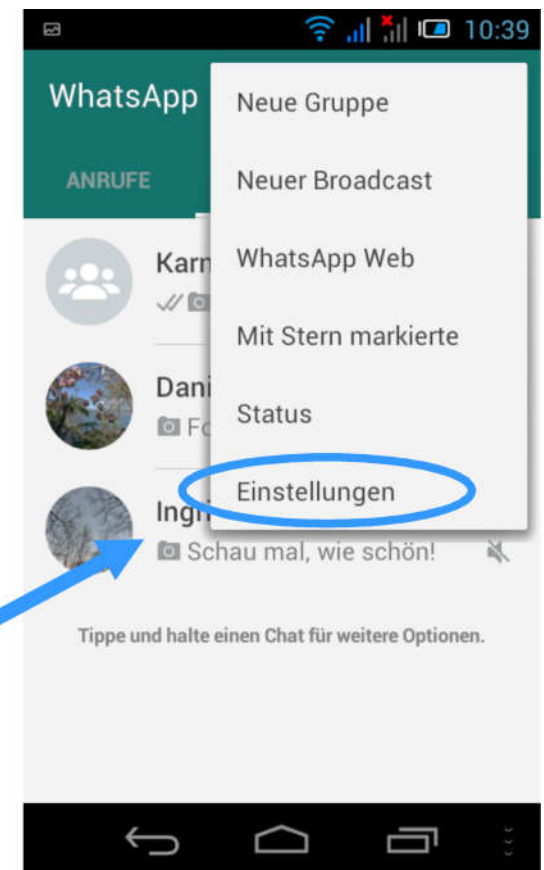 10:39
WhatsApp
ANRUFE
Neue Gruppe
Neuer Broadcast
WhatsApp Web
Mit Stern markierte
Status
Einstellungen
Karn
Dani
Fo
Ingri
Schau mal, wie schön!
Tippe und halte einen Chat für weitere Optionen.